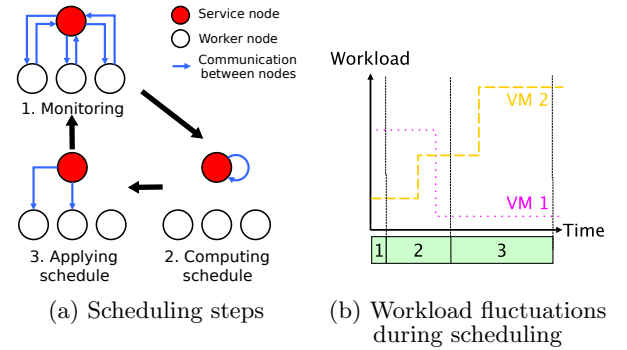 Service node
Worker node
Communication
between nodes
1. Monitoring
3. Applying
schedule
2. Computing
schedule
(a) Scheduling steps
Workload
VM 2
VM 1
Time
1
2
3
(b) Workload fluctuations
during scheduling